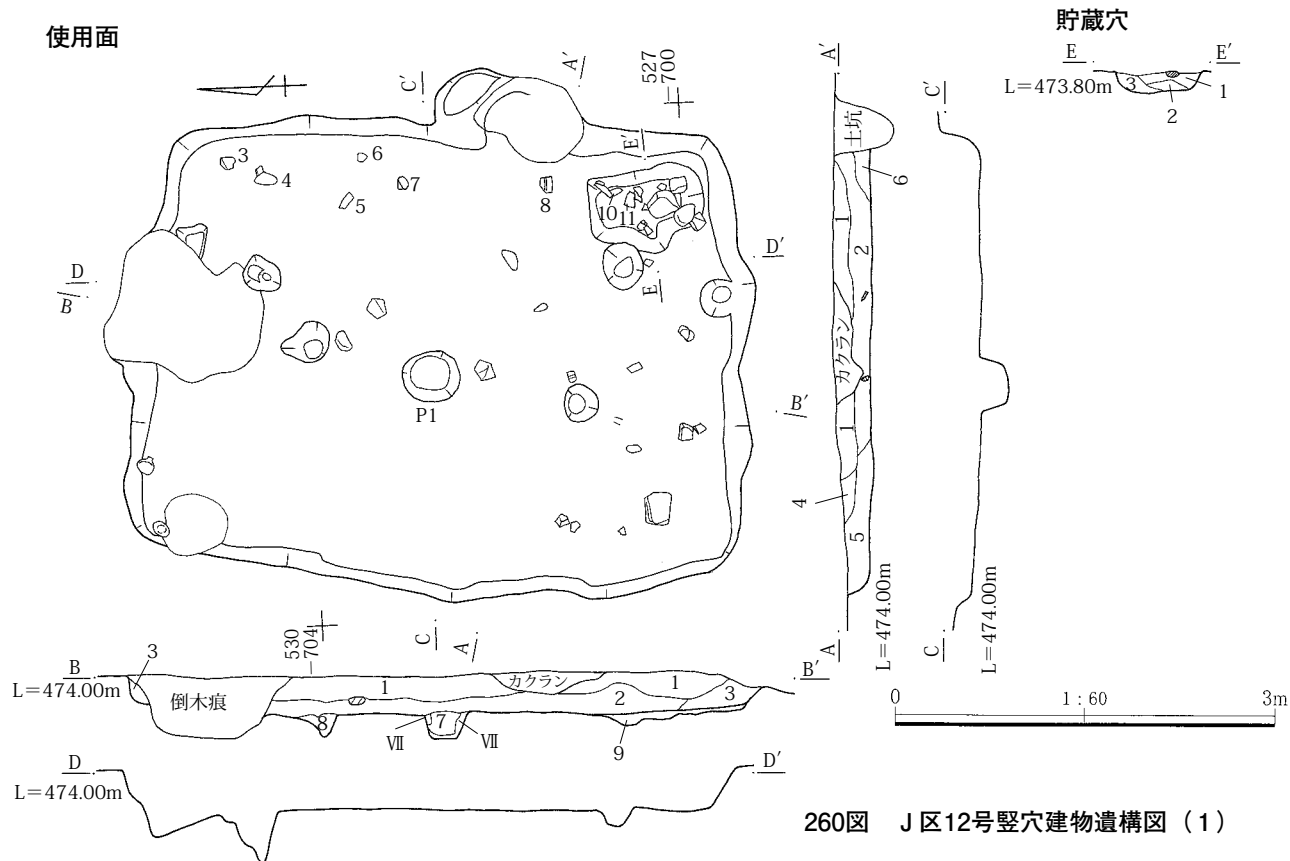 使用面
貯蔵穴
E
E′
L＝473.80m
3
1
2
C′
A′
527
700
E′
3
4
5
6
7
8
10
11
D
B
E
D′
B′
P1
A′
C′
土坑
6
1
2
カクラン
1
4
5
A
L＝474.00m
C
L＝474.00m
530
704
C
A
B
B′
L＝474.00m
3
倒木痕
1
カクラン
2
1
3
8
7
Ⅶ
Ⅶ
9
0
1：60
3m
D
D′
L＝474.00m
260図　J区12号竪穴建物遺構図（1）